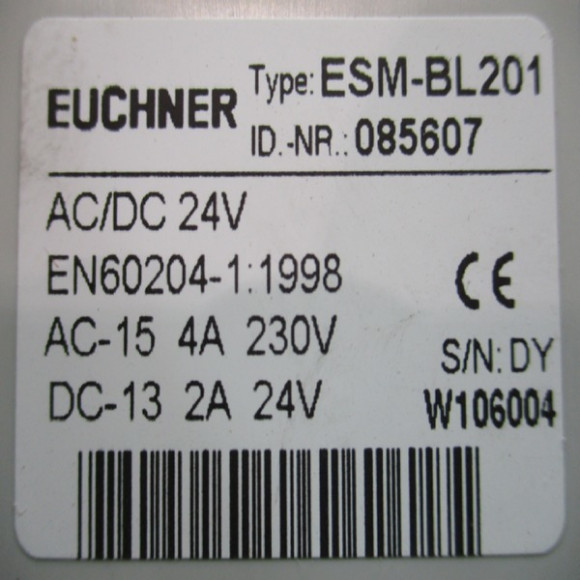 EUCHNER Type: ESM-BL201
ID.-NR.: 085607
AC/DC 24V
EN60204-1:1998
CE
AC-15 4A 230V
S/N: DY
DC-13 2A 24V
W106004